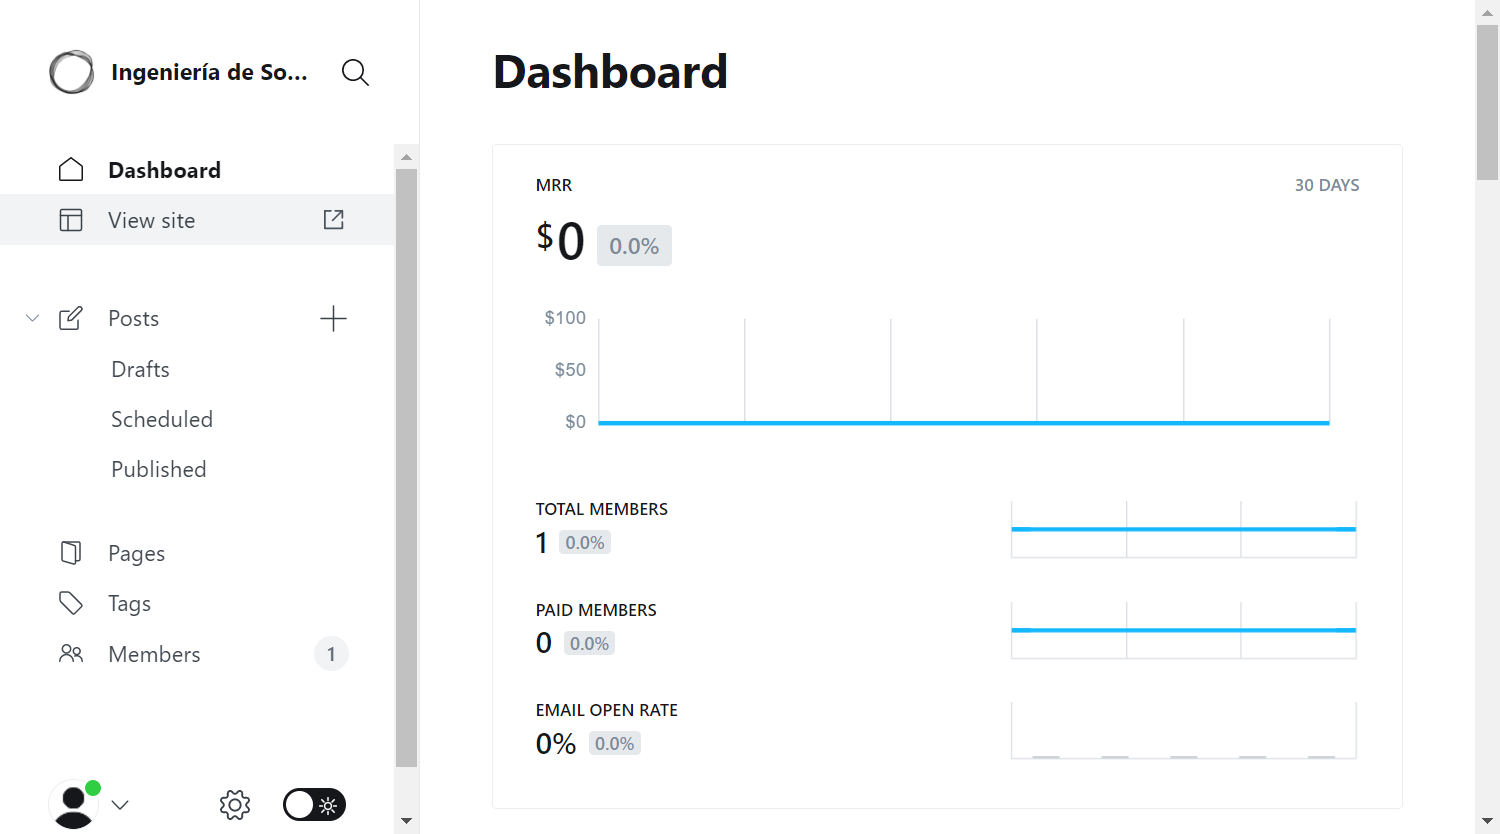 Ingeniería de So...
Dashboard
View site
Posts
Drafts
Scheduled
Published
Pages
Tags
Members 1
Dashboard
MRR 30 DAYS
$0 0.0%
$100
$50
$0
TOTAL MEMBERS
1 0.0%
PAID MEMBERS
0 0.0%
EMAIL OPEN RATE
0% 0.0%